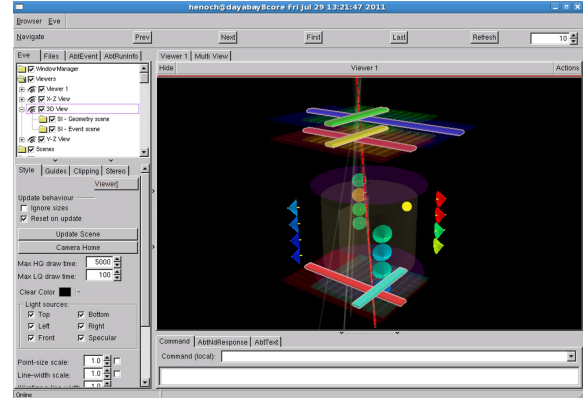 henoch@dayabay8core Fri Jul 29 13:21:47 2011
Browser Eve
Navigate Prev Next First Last Refresh 10
Eve Files AbtEvent AbtRunInfo
Viewer 1 Multi View
Hide Viewer 1 Actions
WindowManager
Viewers
Viewer 1
X-Z View
3D View
SI - Geometry scene
SI - Event scene
Y-Z View
Scenes
Style Guides Clipping Stereo
Viewer
Update behaviour
Ignore sizes
Reset on update
Update Scene
Camera Home
Max HQ draw time: 5000
Max LQ draw time: 100
Clear Color
Light sources:
Top Bottom
Left Right
Front Specular
Point-size scale: 1.0
Line-width scale: 1.0
Wireframe line-width 1.0
Command AbtNdResponse AbtText
Command (local):
Online